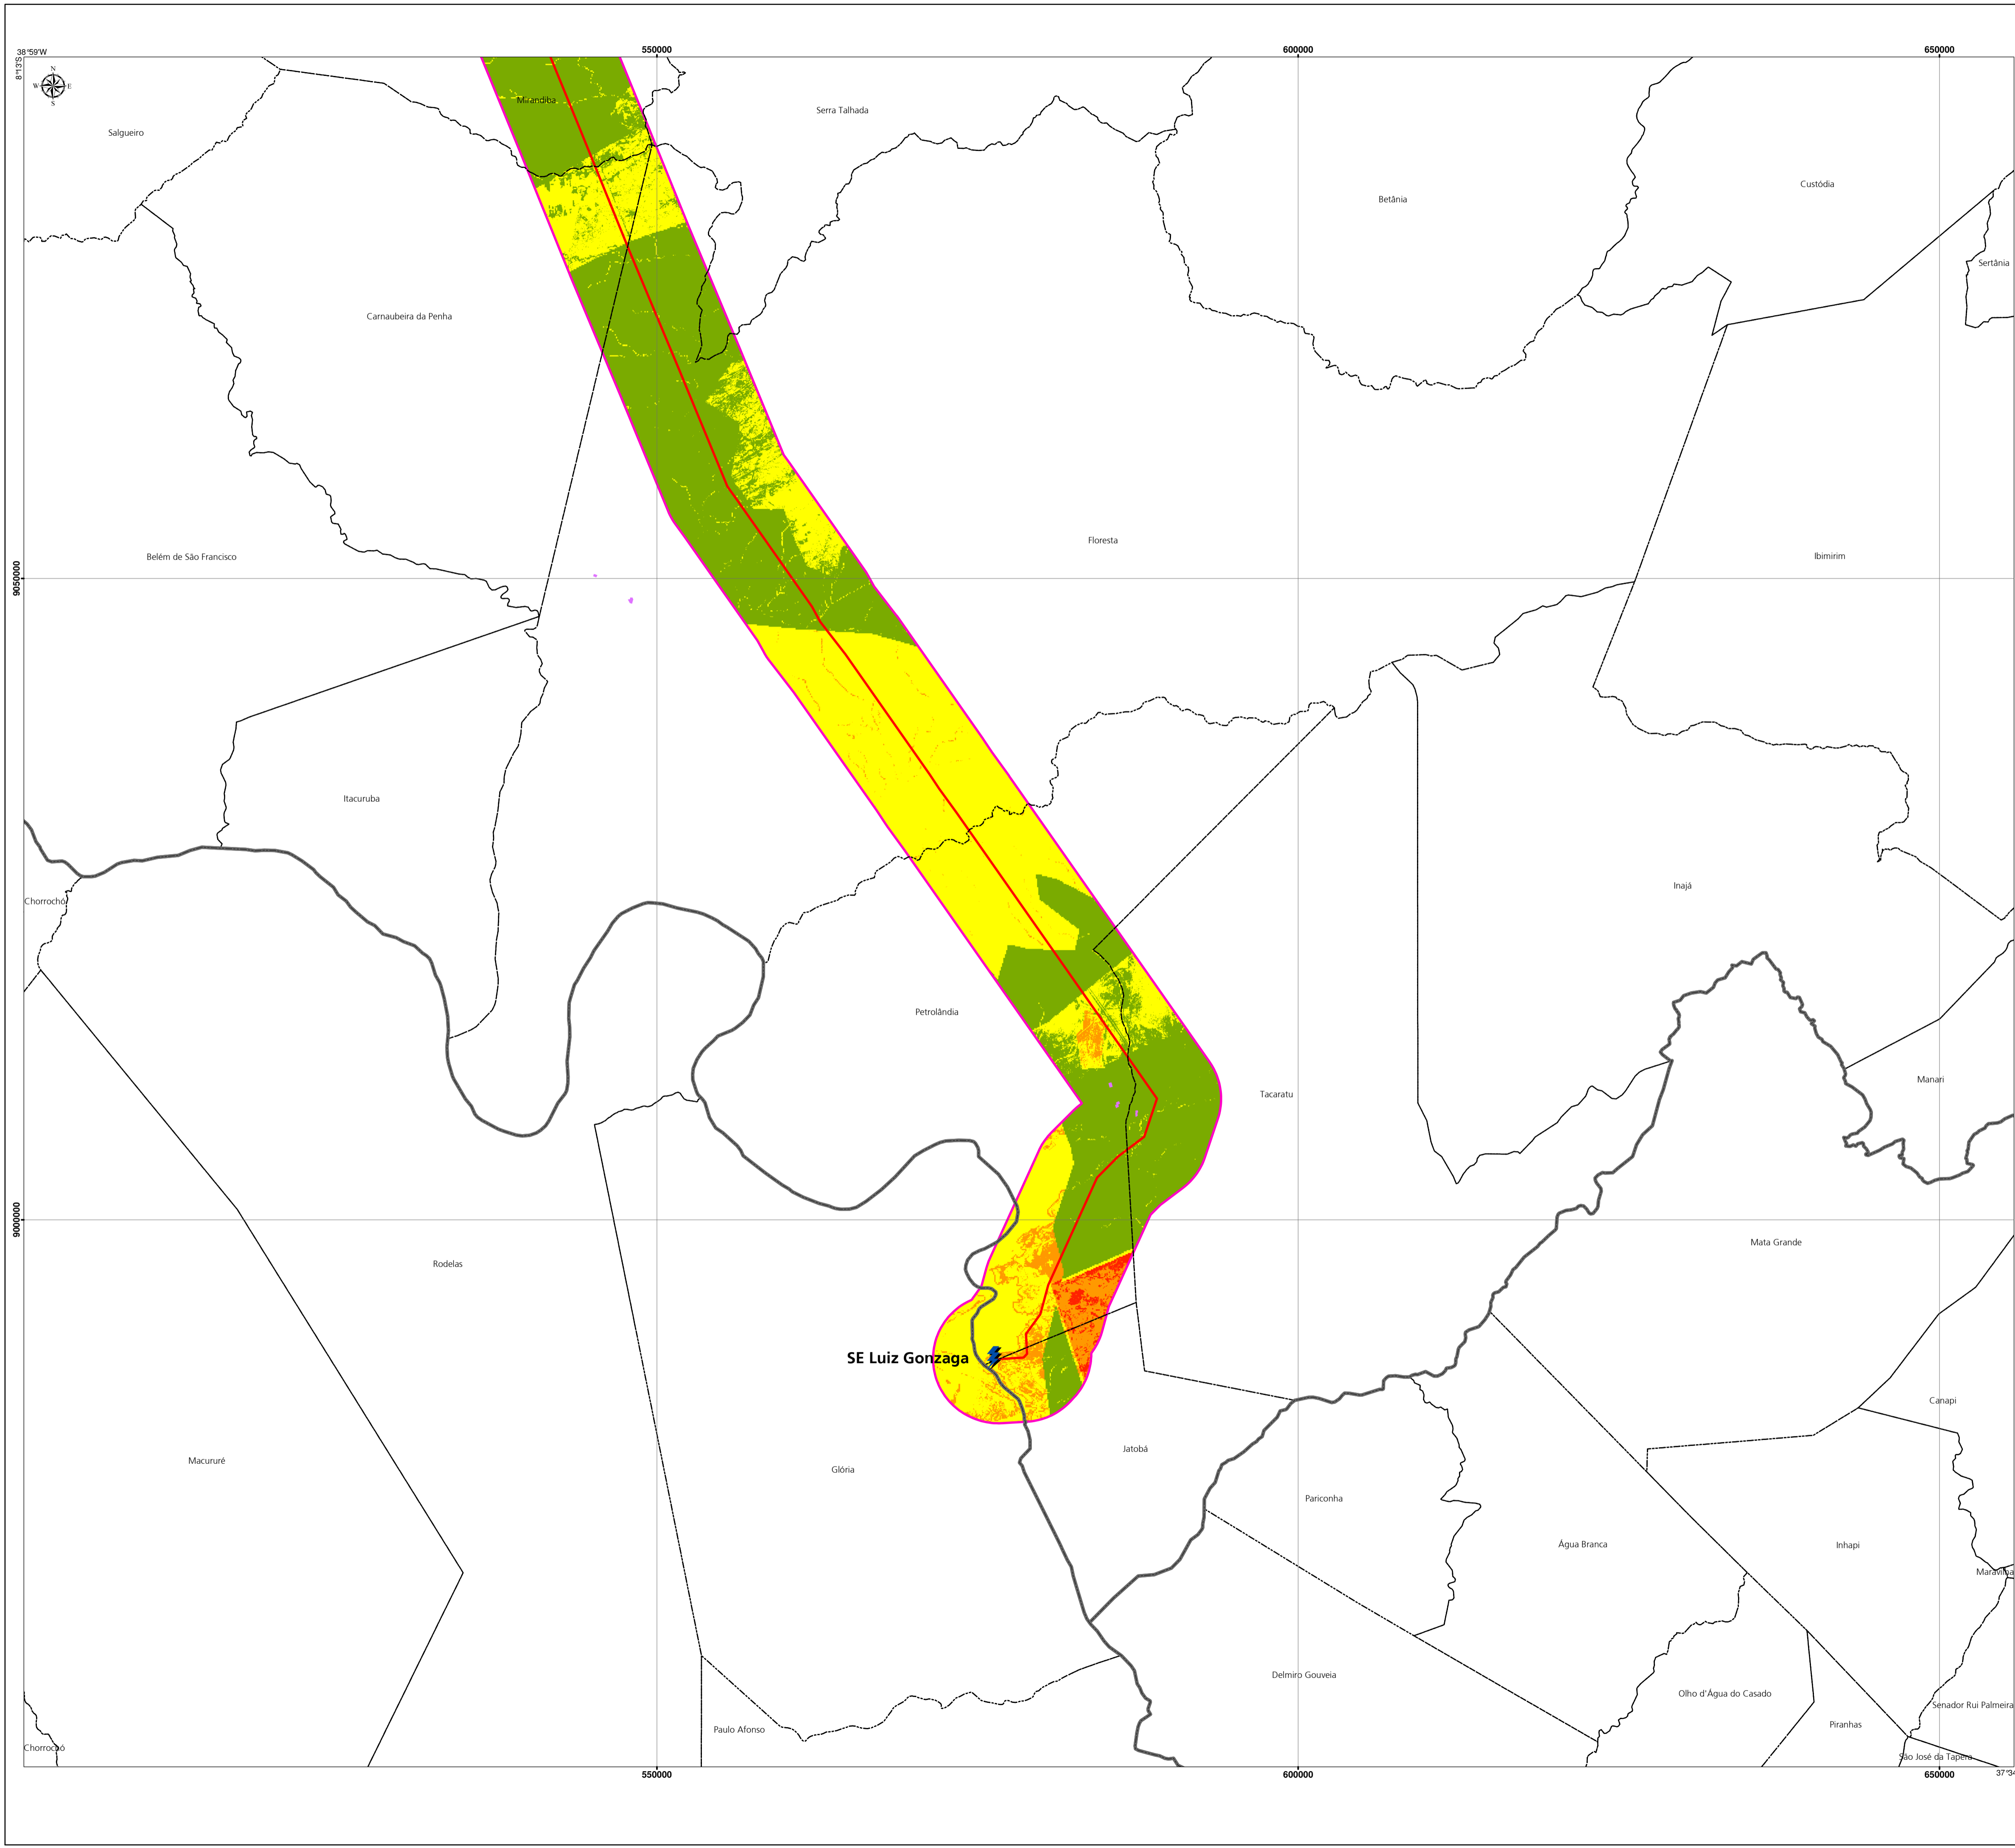 550000
600000
650000
38°59'W
8°13'S
N
W
E
S
Mirandiba
Serra Talhada
Salgueiro
Custódia
Betânia
Sertânia
Carnaubeira da Penha
Floresta
Belém de São Francisco
Ibimirim
9050000
Itacuruba
Inajá
Chorrochó
Petrolândia
Manari
Tacaratu
9000000
Mata Grande
Rodelas
SE Luiz Gonzaga
Canapi
Jatobá
Macururé
Glória
Pariconha
Água Branca
Inhapi
Maravilha
Delmiro Gouveia
Olho d'Água do Casado
Senador Rui Palmeira
Piranhas
Paulo Afonso
Chorrochó
São José da Tapera
550000
600000
650000
37°34